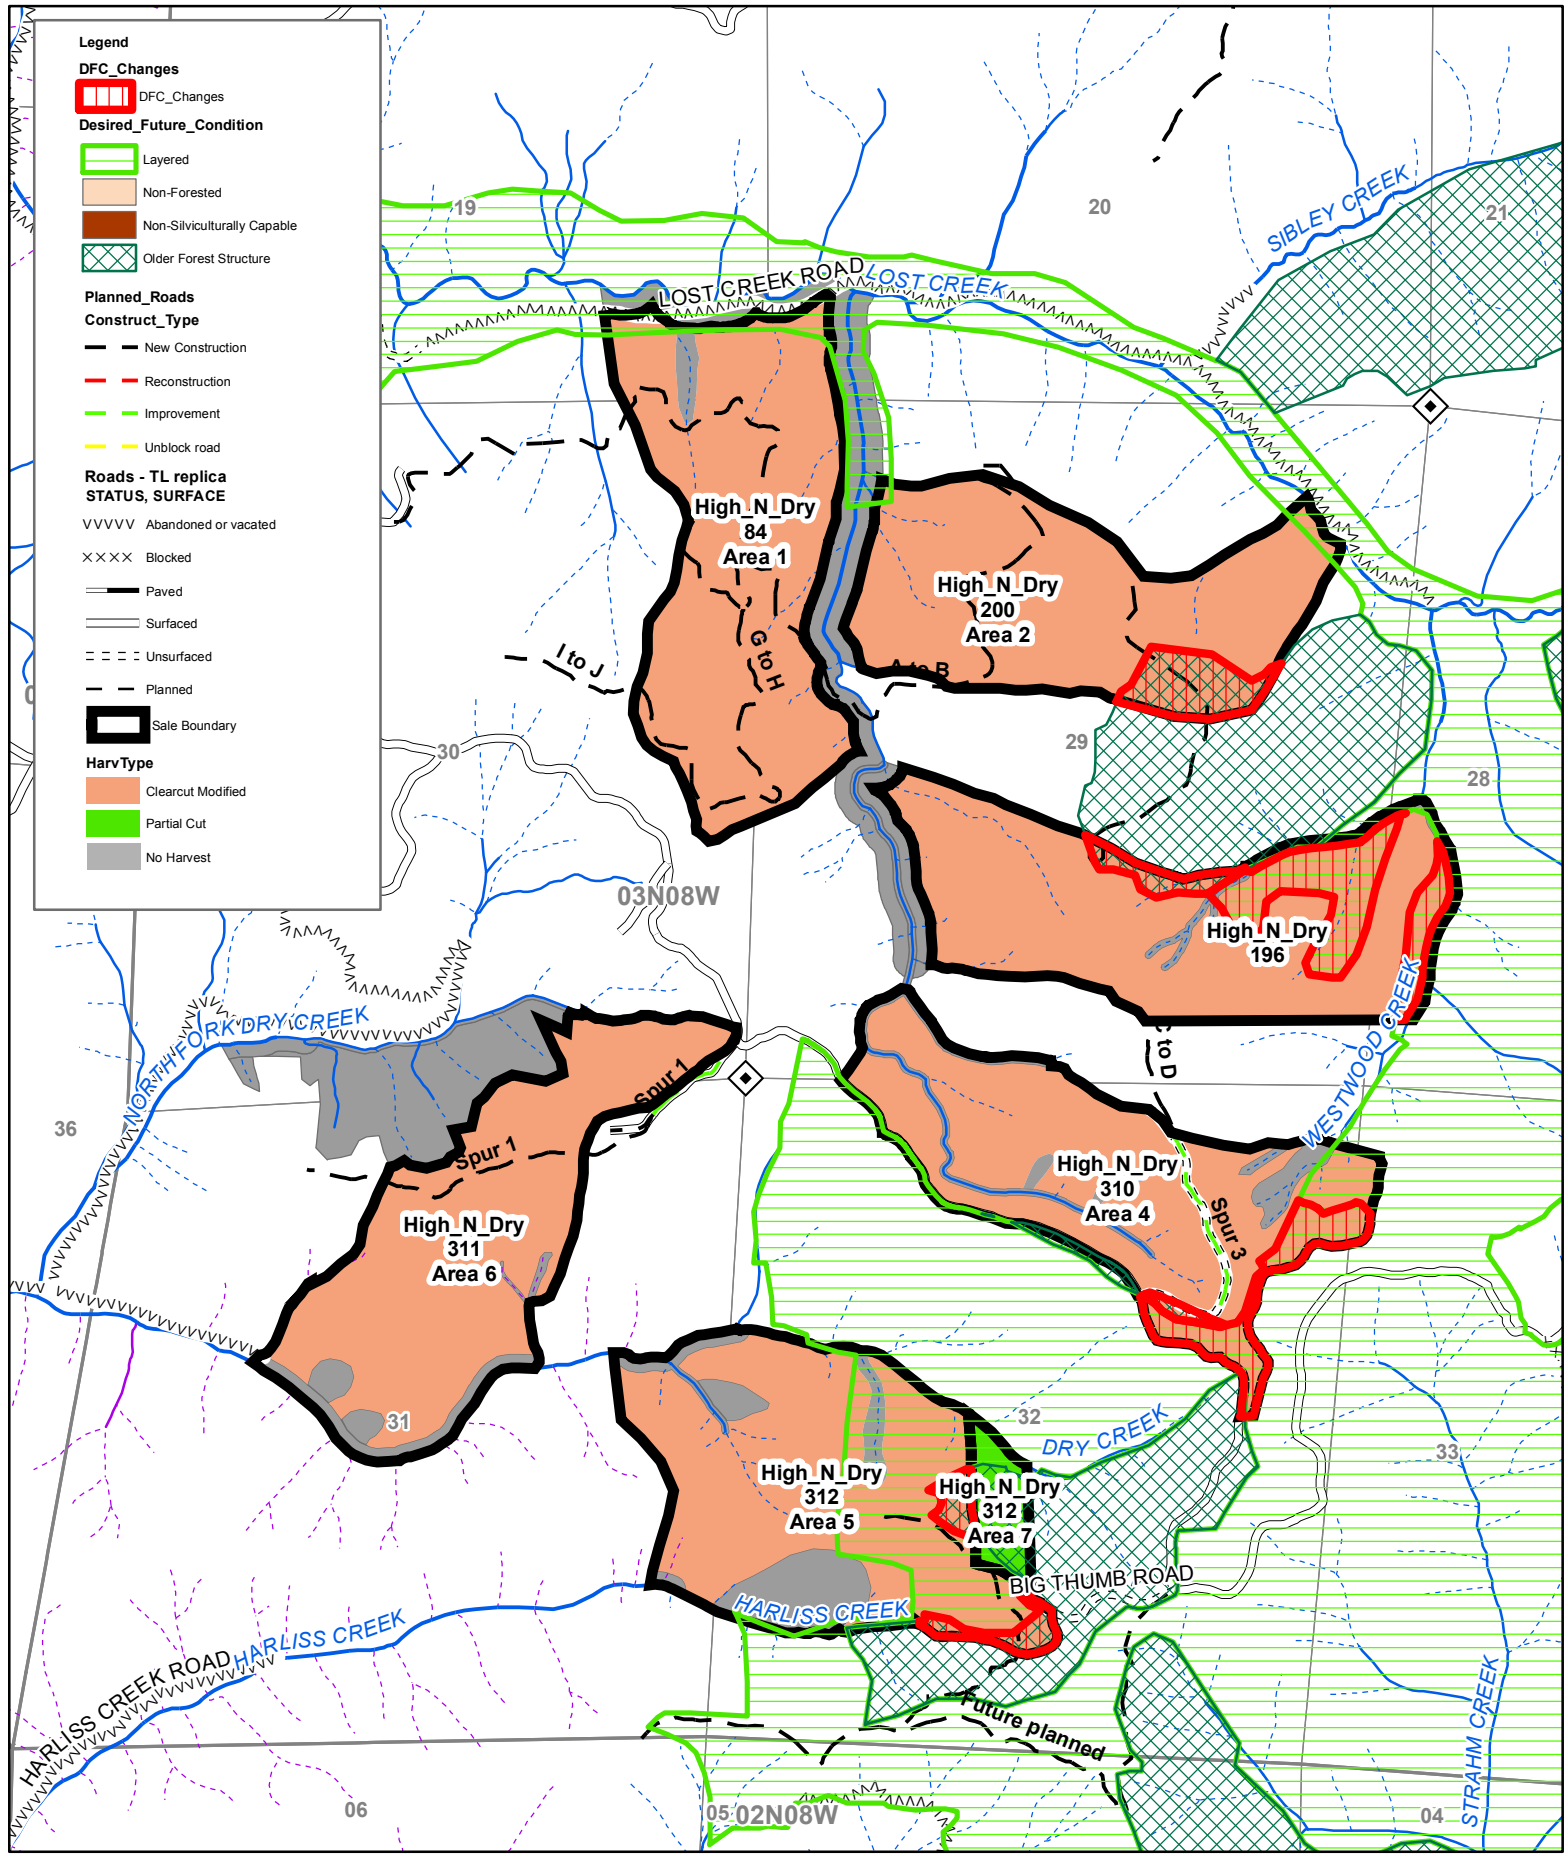 Legend
DFC_Changes
DFC_Changes
Desired_Future_Condition
Layered
Non-Forested
Non-Silviculturally Capable
Older Forest Structure
Planned_Roads
Construct_Type
New Construction
Reconstruction
Improvement
Unblock road
Roads - TL replica
STATUS, SURFACE
Abandoned or vacated
Blocked
Paved
Surfaced
Unsurfaced
Planned
Sale Boundary
HarvType
Clearcut Modified
Partial Cut
No Harvest
19
20
21
SIBLEY CREEK
LOST CREEK ROAD
LOST CREEK
High_N_Dry
84
Area 1
High_N_Dry
200
Area 2
I to J
G to H
A to B
30
29
28
03N08W
High_N_Dry
196
NORTH FORK DRY CREEK
WESTWOOD CREEK
C to D
36
Spur 1
Spur 1
High_N_Dry
310
Area 4
Spur 3
High_N_Dry
311
Area 6
31
32
33
DRY CREEK
High_N_Dry
312
Area 5
High_N_Dry
312
Area 7
BIG THUMB ROAD
HARLISS CREEK
HARLISS CREEK
HARLISS CREEK ROAD
Future planned
STRAHM CREEK
06
05
02N08W
04